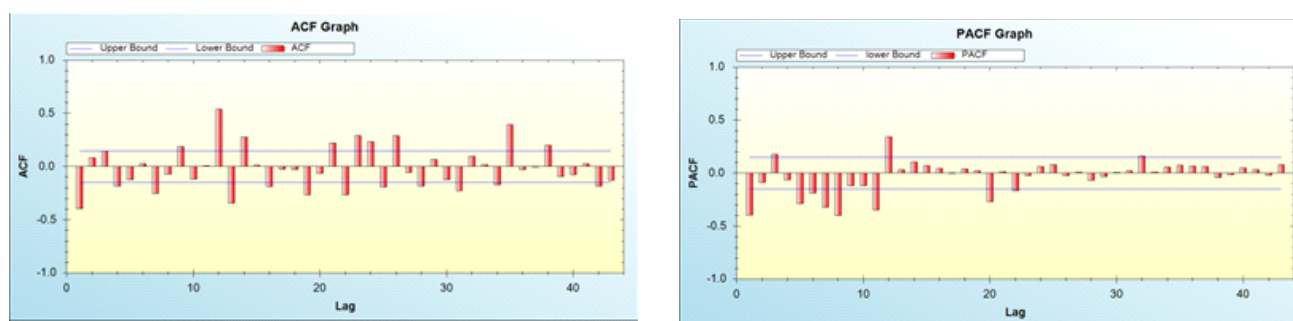 ACF Graph
Upper Bound Lower Bound ACF
1.0
0.5
0.0
-0.5
-1.0
ACF
0 10 20 30 40
Lag
PACF Graph
Upper Bound lower Bound PACF
1.0
0.5
0.0
-0.5
-1.0
PACF
0 10 20 30 40
Lag